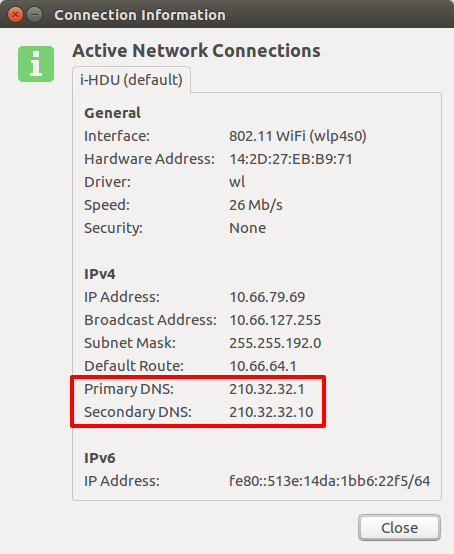 Connection Information
Active Network Connections
i-HDU (default)
General
Interface: 802.11 WiFi (wlp4s0)
Hardware Address: 14:2D:27:EB:B9:71
Driver: wl
Speed: 26 Mb/s
Security: None
IPv4
IP Address: 10.66.79.69
Broadcast Address: 10.66.127.255
Subnet Mask: 255.255.192.0
Default Route: 10.66.64.1
Primary DNS: 210.32.32.1
Secondary DNS: 210.32.32.10
IPv6
IP Address: fe80::513e:14da:1bb6:22f5/64
Close